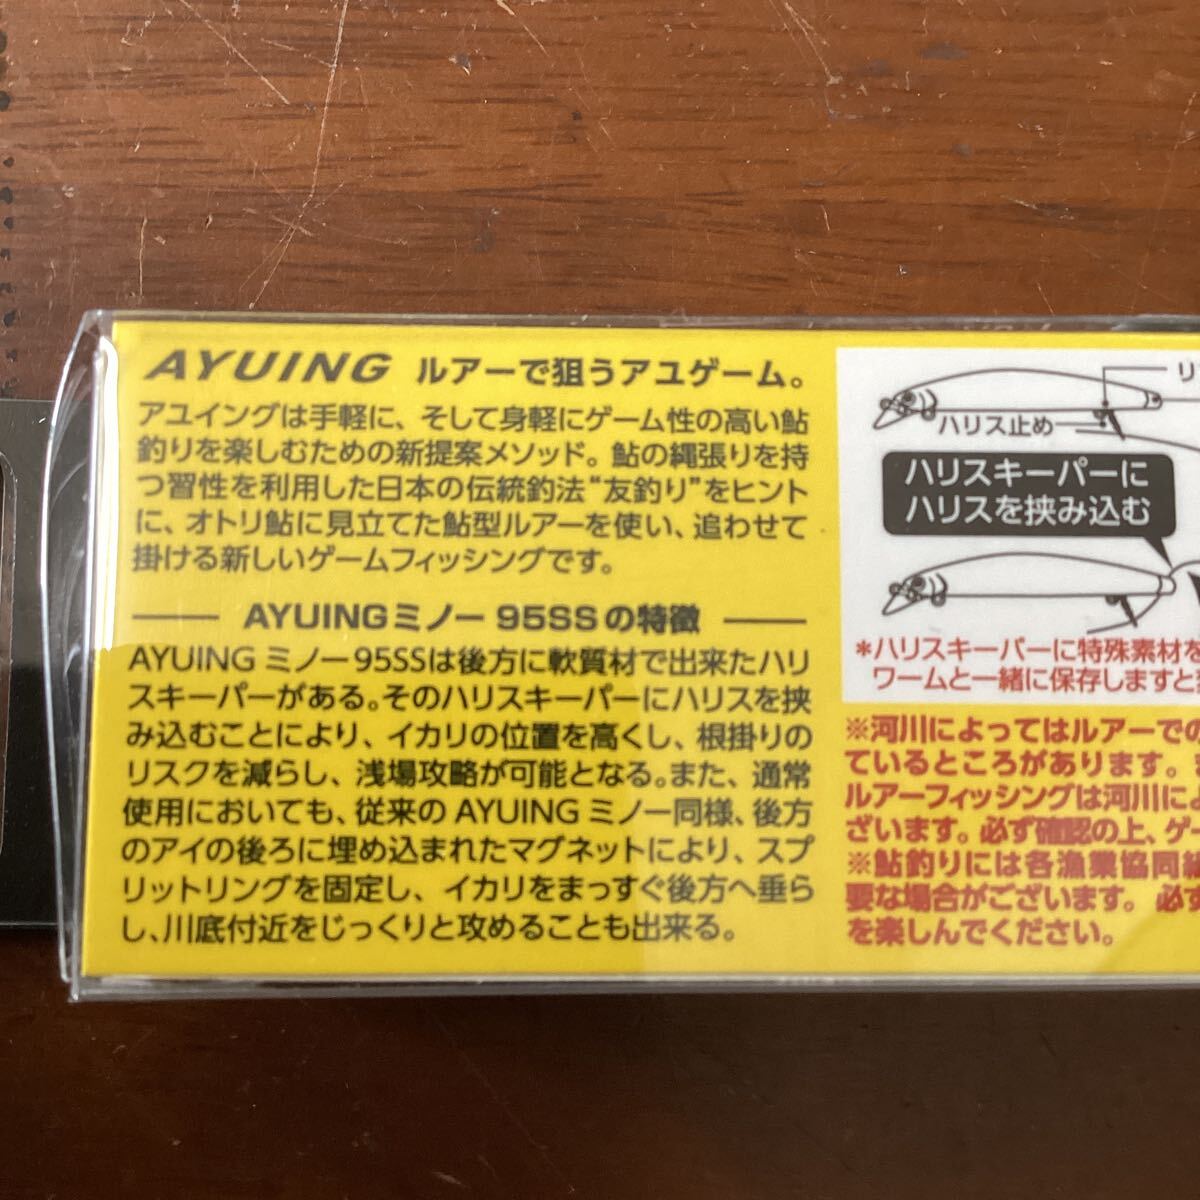 AYUING ルアーで狙うアユゲーム。
アユイングは手軽に、そして身軽にゲーム性の高い鮎
釣りを楽しむための新提案メソッド。鮎の縄張りを持
つ習性を利用した日本の伝統釣法“友釣り”をヒント
に、オトリ鮎に見立てた鮎型ルアーを使い、追わせて
掛ける新しいゲームフィッシングです。
AYUINGミノー 95SSの特徴
AYUINGミノー95SSは後方に軟質材で出来たハリ
スキーパーがある。そのハリスキーパーにハリスを挟
み込むことにより、イカリの位置を高くし、根掛りの
リスクを減らし、浅場攻略が可能となる。また、通常
使用においても、従来のAYUINGミノー同様、後方
のアイの後ろに埋め込まれたマグネットにより、スプ
リットリングを固定し、イカリをまっすぐ後方へ垂ら
し、川底付近をじっくりと攻めることも出来る。
リ
ハリス止め
ハリスキーパーに
ハリスを挟み込む
*ハリスキーパーに特殊素材を
ワームと一緒に保存しますと
※河川によってはルアーでの
ているところがあります。
ルアーフィッシングは河川に
ざいます。必ず確認の上、ゲー
※鮎釣りには各漁業協同組
要な場合がございます。必ず
を楽しんでください。